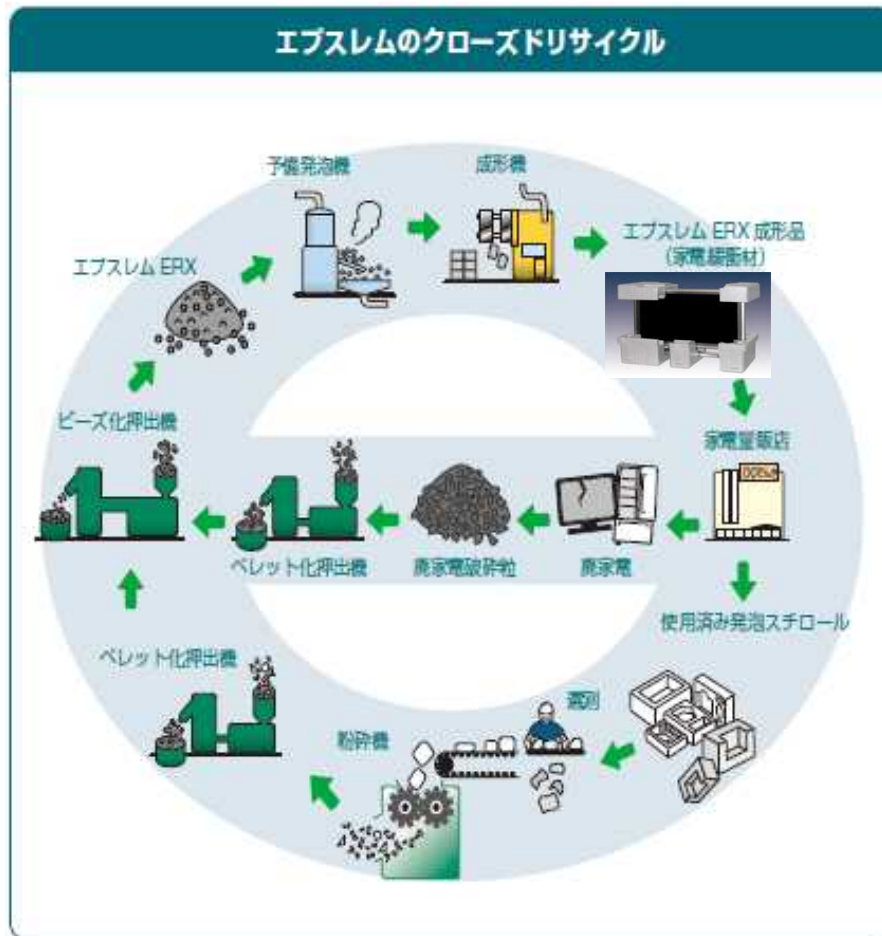 エプスレムのクローズドリサイクル
予備発泡機
成形機
エプスレム ERX 成形品
(家電緩衝材)
エプスレム ERX
ビーズ化押出機
家電量販店
ペレット化押出機
廃家電破砕粒
廃家電
使用済み発泡スチロール
ペレット化押出機
選別
粉砕機